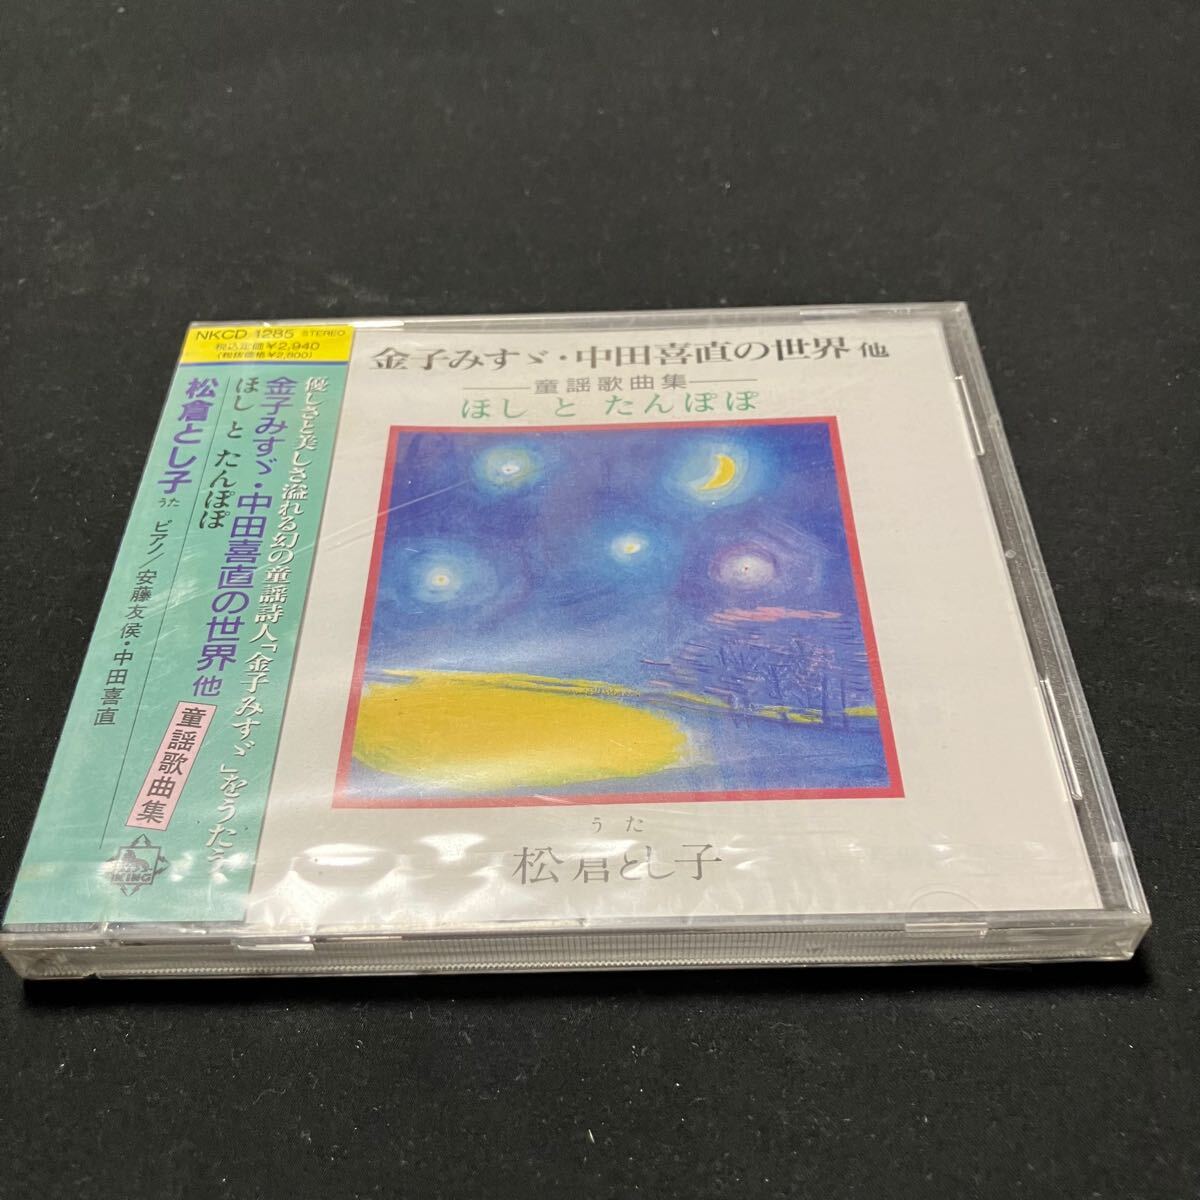 NKCD 1285 STEREO
税込定価¥2,940
(税抜価格¥2,800)
優しさと美しさ溢れる幻の童謡詩人「金子みすゞ」をうたう
金子みすゞ・中田喜直の世界 他
童謡歌曲集
ほし と たんぽぽ
松倉とし子 うた ピアノ/安藤友侯・中田喜直
KING
金子みすゞ・中田喜直の世界 他
童謡歌曲集
ほし と たんぽぽ
うた
松倉とし子